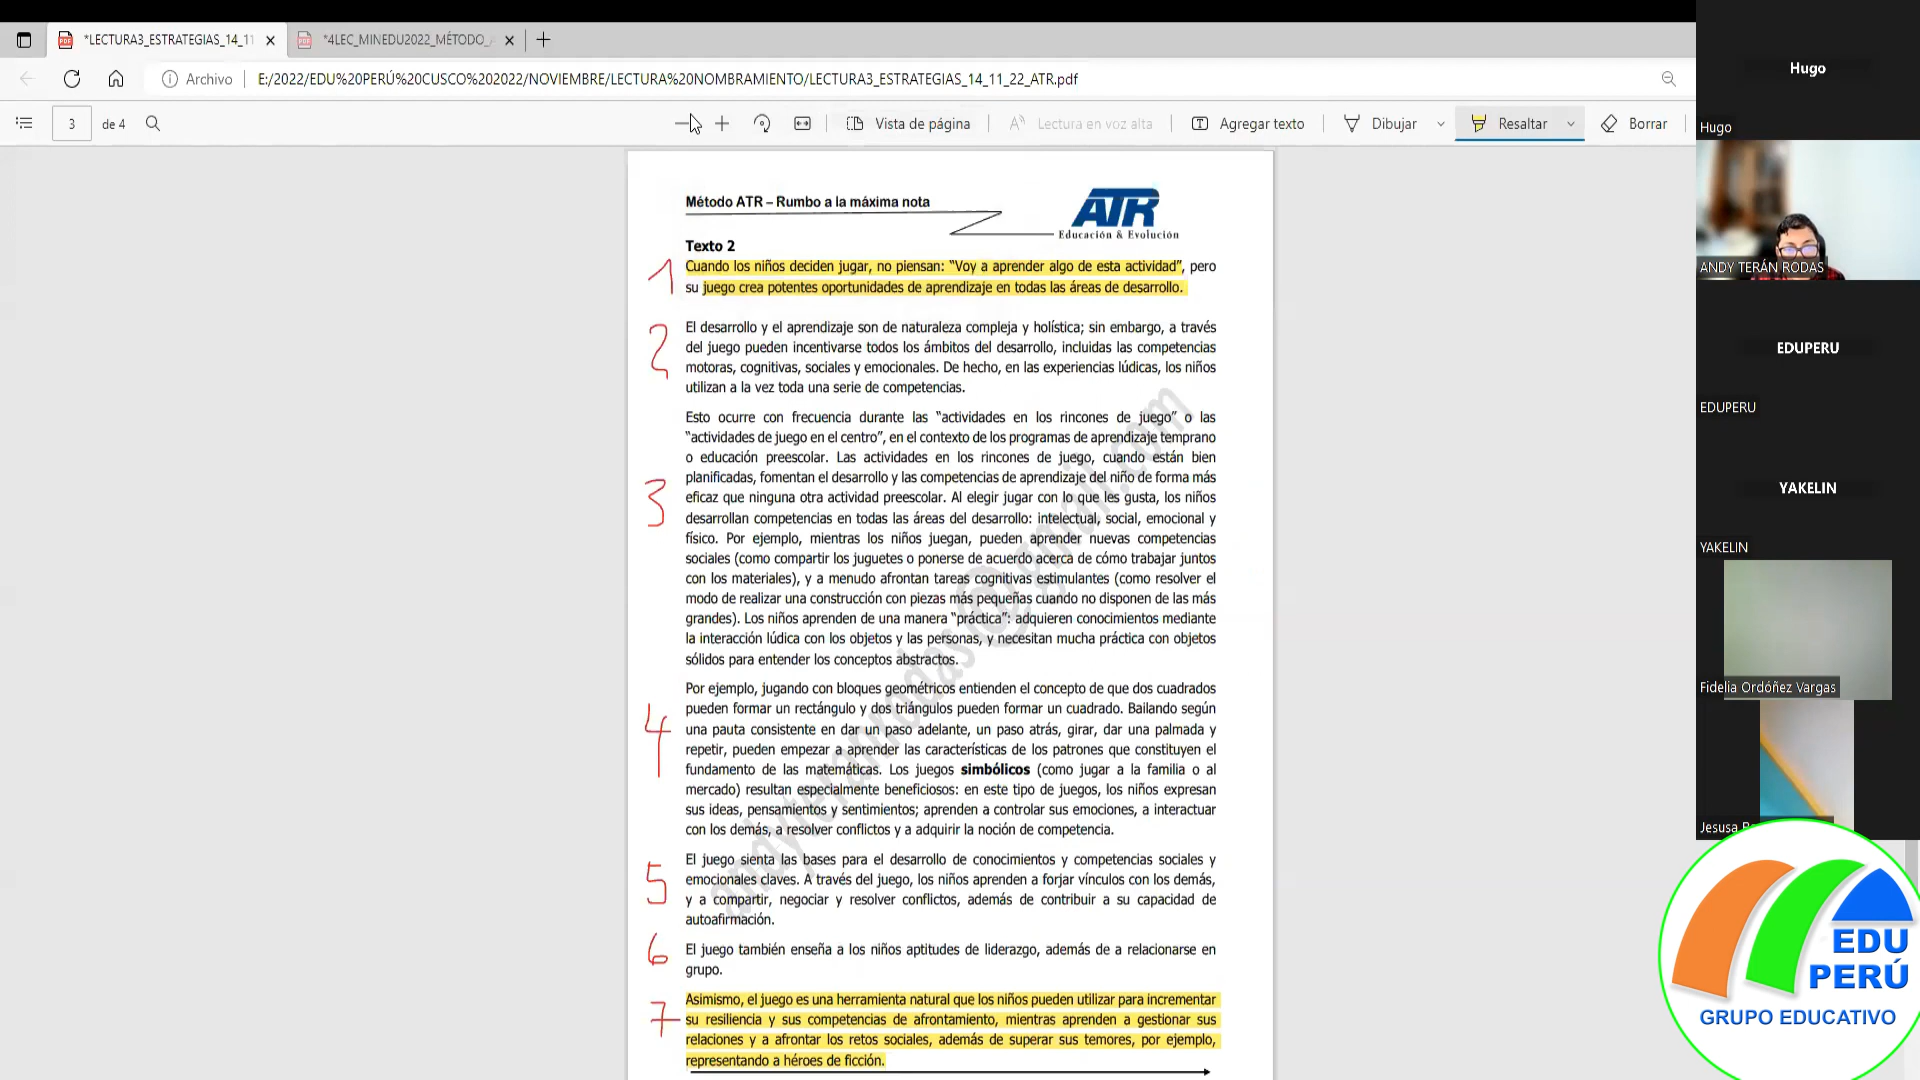 *LECTURA3_ESTRATEGIAS_14_11
*4LEC_MINEDU2022_MÉTODO_
Archivo
E:/2022/EDU%20PERÚ%20CUSCO%202022/NOVIEMBRE/LECTURA%20NOMBRAMIENTO/LECTURA3_ESTRATEGIAS_14_11_22_ATR.pdf
3 de 4
Vista de página
Lectura en voz alta
Agregar texto
Dibujar
Resaltar
Borrar
Método ATR – Rumbo a la máxima nota
ATR
Educación & Evolución
Texto 2
1
Cuando los niños deciden jugar, no piensan: “Voy a aprender algo de esta actividad”, pero
su juego crea potentes oportunidades de aprendizaje en todas las áreas de desarrollo.
2
El desarrollo y el aprendizaje son de naturaleza compleja y holística; sin embargo, a través
del juego pueden incentivarse todos los ámbitos del desarrollo, incluidas las competencias
motoras, cognitivas, sociales y emocionales. De hecho, en las experiencias lúdicas, los niños
utilizan a la vez toda una serie de competencias.
3
Esto ocurre con frecuencia durante las “actividades en los rincones de juego” o las
“actividades de juego en el centro”, en el contexto de los programas de aprendizaje temprano
o educación preescolar. Las actividades en los rincones de juego, cuando están bien
planificadas, fomentan el desarrollo y las competencias de aprendizaje del niño de forma más
eficaz que ninguna otra actividad preescolar. Al elegir jugar con lo que les gusta, los niños
desarrollan competencias en todas las áreas del desarrollo: intelectual, social, emocional y
físico. Por ejemplo, mientras los niños juegan, pueden aprender nuevas competencias
sociales (como compartir los juguetes o ponerse de acuerdo acerca de cómo trabajar juntos
con los materiales), y a menudo afrontan tareas cognitivas estimulantes (como resolver el
modo de realizar una construcción con piezas más pequeñas cuando no disponen de las más
grandes). Los niños aprenden de una manera “práctica”: adquieren conocimientos mediante
la interacción lúdica con los objetos y las personas, y necesitan mucha práctica con objetos
sólidos para entender los conceptos abstractos.
4
Por ejemplo, jugando con bloques geométricos entienden el concepto de que dos cuadrados
pueden formar un rectángulo y dos triángulos pueden formar un cuadrado. Bailando según
una pauta consistente en dar un paso adelante, un paso atrás, girar, dar una palmada y
repetir, pueden empezar a aprender las características de los patrones que constituyen el
fundamento de las matemáticas. Los juegos simbólicos (como jugar a la familia o al
mercado) resultan especialmente beneficiosos: en este tipo de juegos, los niños expresan
sus ideas, pensamientos y sentimientos; aprenden a controlar sus emociones, a interactuar
con los demás, a resolver conflictos y a adquirir la noción de competencia.
5
El juego sienta las bases para el desarrollo de conocimientos y competencias sociales y
emocionales claves. A través del juego, los niños aprenden a forjar vínculos con los demás,
y a compartir, negociar y resolver conflictos, además de contribuir a su capacidad de
autoafirmación.
6
El juego también enseña a los niños aptitudes de liderazgo, además de a relacionarse en
grupo.
7
Asimismo, el juego es una herramienta natural que los niños pueden utilizar para incrementar
su resiliencia y sus competencias de afrontamiento, mientras aprenden a gestionar sus
relaciones y a afrontar los retos sociales, además de superar sus temores, por ejemplo,
representando a héroes de ficción.
andyteranrodas@gmail.com
Hugo
Hugo
ANDY TERÁN RODAS
EDUPERU
EDUPERU
YAKELIN
YAKELIN
Fidelia Ordóñez Vargas
Jesusa
EDU
PERÚ
GRUPO EDUCATIVO